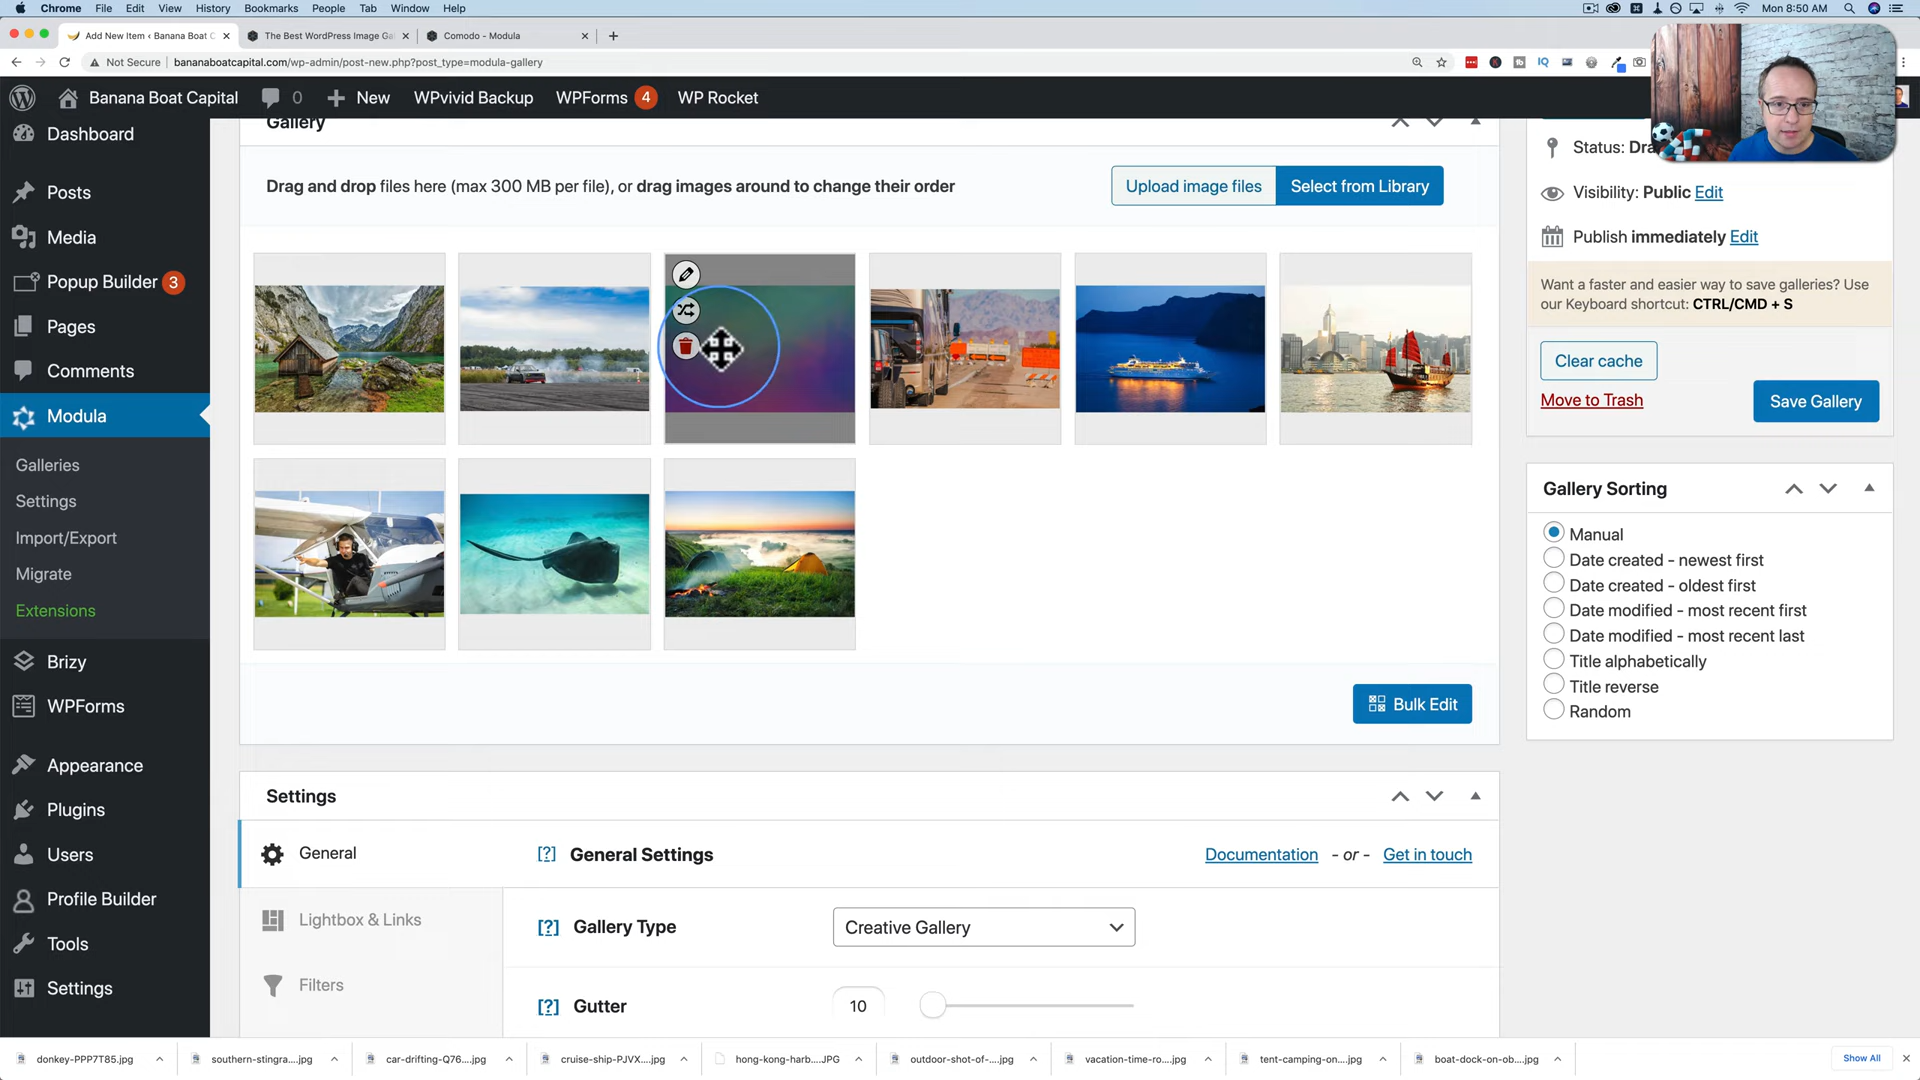 Chrome File Edit View History Bookmarks People Tab Window Help Mon 8:50 AM
Add New Item ‹ Banana Boat C The Best WordPress Image Ga Comodo - Modula
Not Secure bananaboatcapital.com/wp-admin/post-new.php?post_type=modula-gallery
Banana Boat Capital 0 New WPvivid Backup WPForms 4 WP Rocket
Dashboard
Posts
Media
Popup Builder 3
Pages
Comments
Modula
Galleries
Settings
Import/Export
Migrate
Extensions
Brizy
WPForms
Appearance
Plugins
Users
Profile Builder
Tools
Settings
Gallery
Drag and drop files here (max 300 MB per file), or drag images around to change their order
Upload image files Select from Library
Bulk Edit
Settings
General
Lightbox & Links
Filters
[?] General Settings Documentation - or - Get in touch
[?] Gallery Type Creative Gallery
[?] Gutter 10
Status: Dra
Visibility: Public Edit
Publish immediately Edit
Want a faster and easier way to save galleries? Use
our Keyboard shortcut: CTRL/CMD + S
Clear cache
Move to Trash
Save Gallery
Gallery Sorting
Manual
Date created - newest first
Date created - oldest first
Date modified - most recent first
Date modified - most recent last
Title alphabetically
Title reverse
Random
donkey-PPP7T85.jpg southern-stingra....jpg car-drifting-Q76....jpg cruise-ship-PJVX....jpg hong-kong-harb....JPG outdoor-shot-of-....jpg vacation-time-ro....jpg tent-camping-on....jpg boat-dock-on-ob....jpg Show All